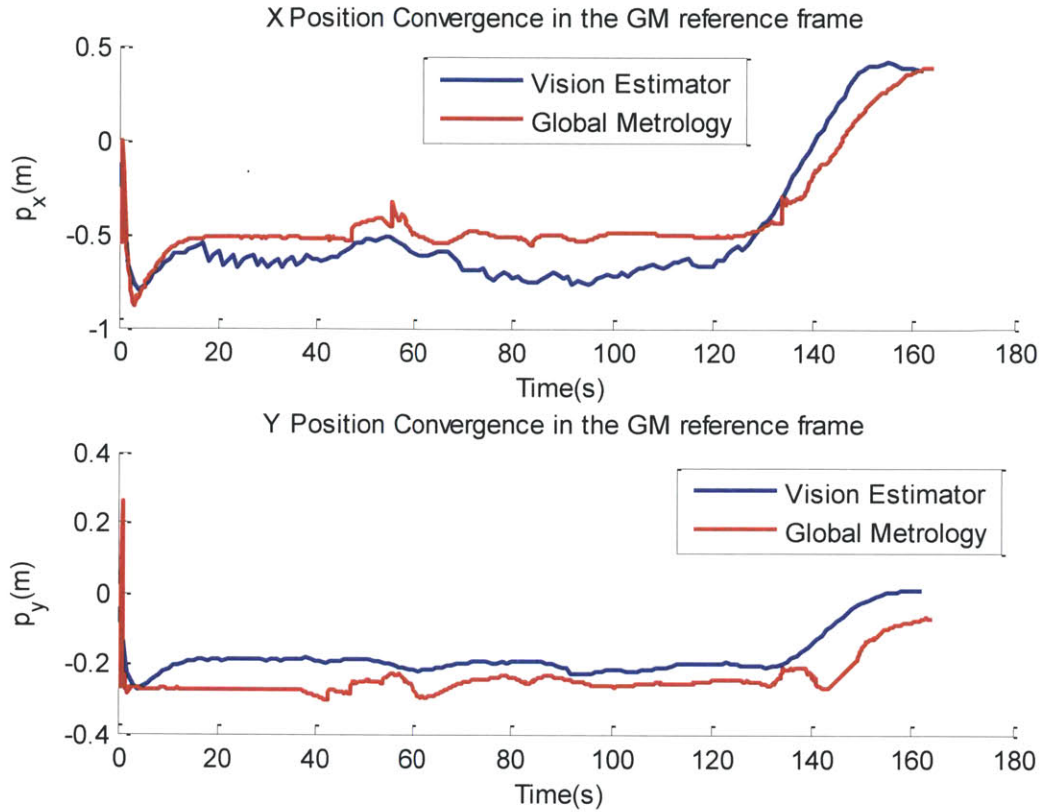 X Position Convergence in the GM reference frame
0.5
0
-0.5
-1
p_x(m)
Vision Estimator
Global Metrology
0 20 40 60 80 100 120 140 160 180
Time(s)
Y Position Convergence in the GM reference frame
0.4
0.2
0
-0.2
-0.4
p_y(m)
Vision Estimator
Global Metrology
0 20 40 60 80 100 120 140 160 180
Time(s)